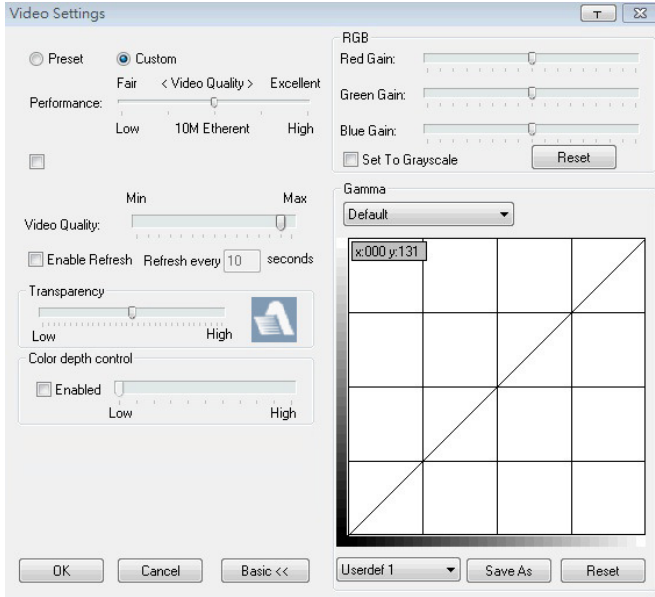 Video Settings
T
Preset
Custom
Fair < Video Quality > Excellent
Performance:
Low 10M Etherent High
Min Max
Video Quality:
Enable Refresh Refresh every 10 seconds
Transparency
Low High
Color depth control
Enabled
Low High
OK Cancel Basic <<
RGB
Red Gain:
Green Gain:
Blue Gain:
Set To Grayscale Reset
Gamma
Default
x:000 y:131
Userdef 1 Save As Reset